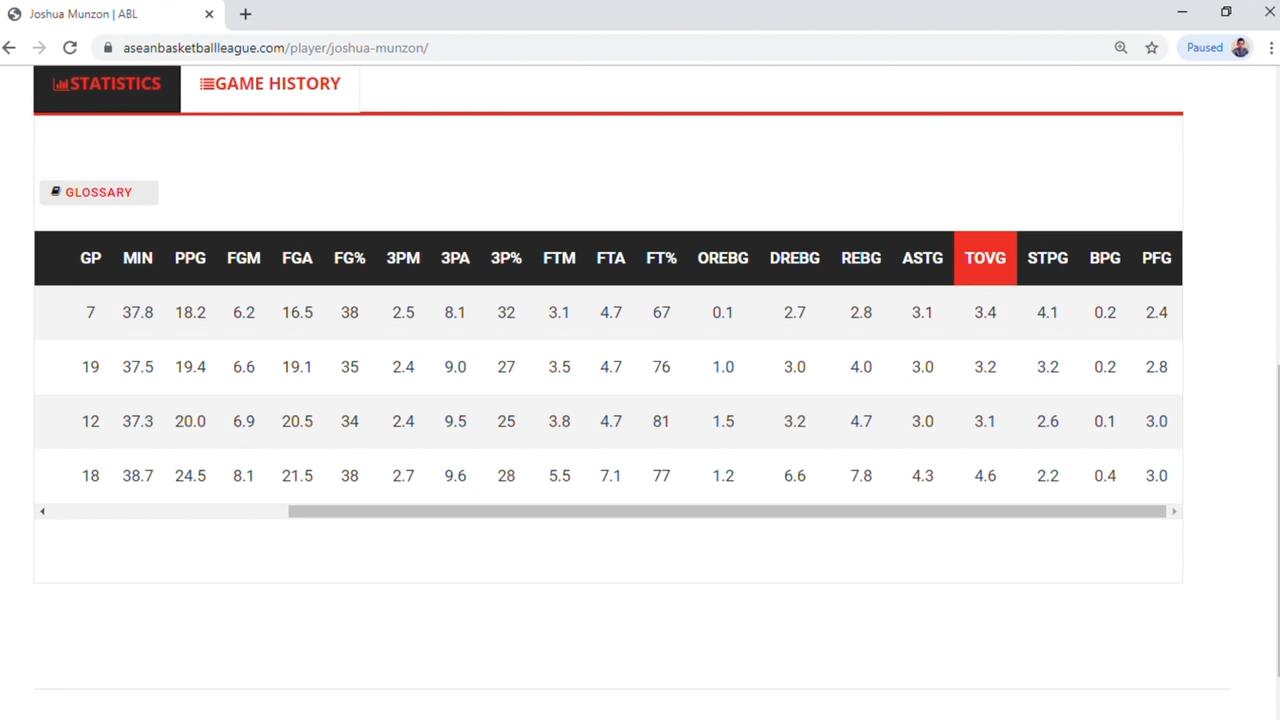 Joshua Munzon | ABL
aseanbasketballleague.com/player/joshua-munzon/
Paused
STATISTICS GAME HISTORY
GLOSSARY
GP MIN PPG FGM FGA FG% 3PM 3PA 3P% FTM FTA FT% OREBG DREBG REBG ASTG TOVG STPG BPG PFG
7 37.8 18.2 6.2 16.5 38 2.5 8.1 32 3.1 4.7 67 0.1 2.7 2.8 3.1 3.4 4.1 0.2 2.4
19 37.5 19.4 6.6 19.1 35 2.4 9.0 27 3.5 4.7 76 1.0 3.0 4.0 3.0 3.2 3.2 0.2 2.8
12 37.3 20.0 6.9 20.5 34 2.4 9.5 25 3.8 4.7 81 1.5 3.2 4.7 3.0 3.1 2.6 0.1 3.0
18 38.7 24.5 8.1 21.5 38 2.7 9.6 28 5.5 7.1 77 1.2 6.6 7.8 4.3 4.6 2.2 0.4 3.0